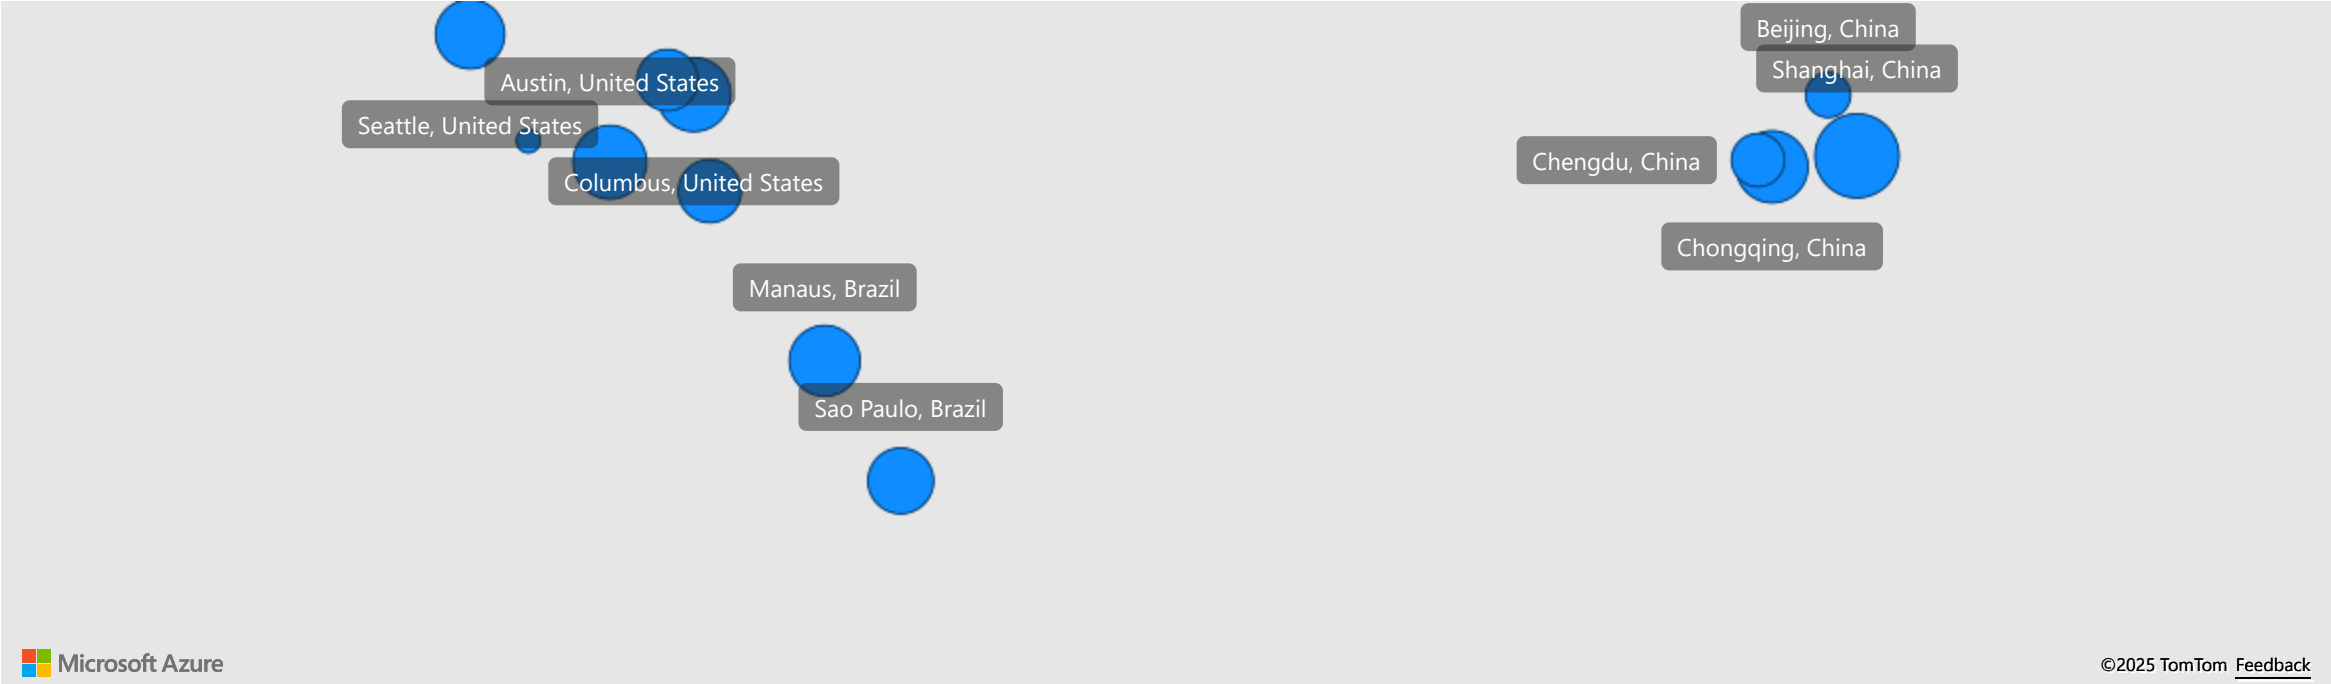 Beijing, China
Shanghai, China
Austin, United States
Seattle, United States
Chengdu, China
Columbus, United States
Chongqing, China
Manaus, Brazil
Sao Paulo, Brazil
Microsoft Azure
©2025 TomTom Feedback